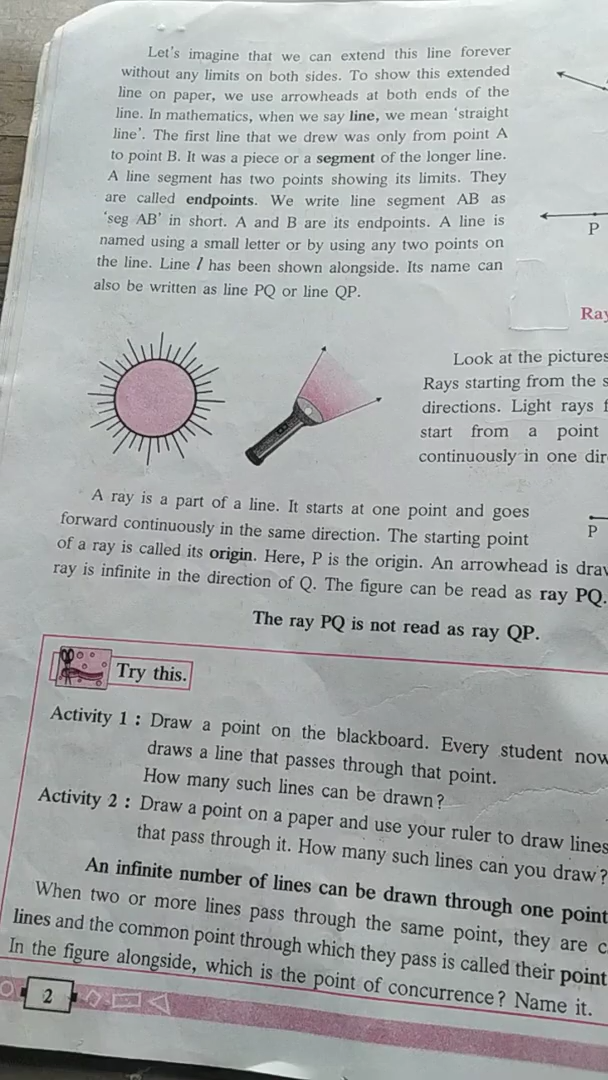 Let's imagine that we can extend this line forever
without any limits on both sides. To show this extended
line on paper, we use arrowheads at both ends of the
line. In mathematics, when we say line, we mean ‘straight
line’. The first line that we drew was only from point A
to point B. It was a piece or a segment of the longer line.
A line segment has two points showing its limits. They
are called endpoints. We write line segment AB as
‘seg AB’ in short. A and B are its endpoints. A line is
named using a small letter or by using any two points on
the line. Line l has been shown alongside. Its name can
also be written as line PQ or line QP.
P
Ray
Look at the pictures
Rays starting from the s
directions. Light rays f
start from a point
continuously in one dir
A ray is a part of a line. It starts at one point and goes
forward continuously in the same direction. The starting point
P
of a ray is called its origin. Here, P is the origin. An arrowhead is draw
ray is infinite in the direction of Q. The figure can be read as ray PQ.
The ray PQ is not read as ray QP.
Try this.
Activity 1 : Draw a point on the blackboard. Every student now
draws a line that passes through that point.
How many such lines can be drawn?
Activity 2 : Draw a point on a paper and use your ruler to draw lines
that pass through it. How many such lines can you draw?
An infinite number of lines can be drawn through one point
When two or more lines pass through the same point, they are c
lines and the common point through which they pass is called their point
In the figure alongside, which is the point of concurrence? Name it.
2